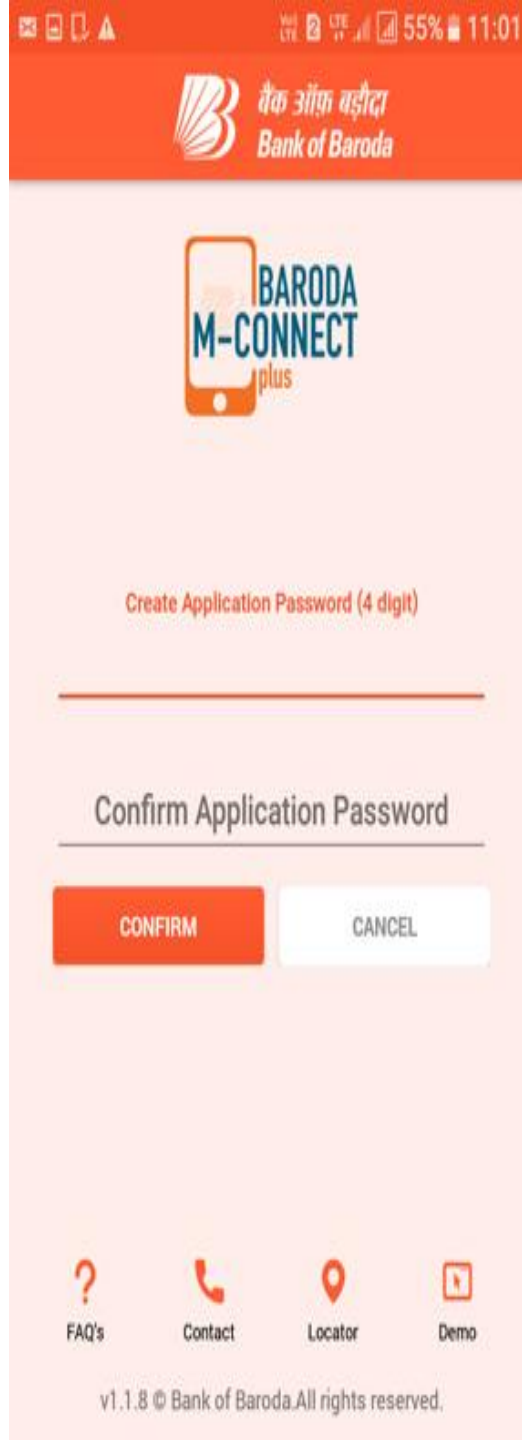 55% 11:01
बैंक ऑफ़ बड़ौदा
Bank of Baroda
BARODA
M-CONNECT
plus
Create Application Password (4 digit)
Confirm Application Password
CONFIRM CANCEL
FAQ's Contact Locator Demo
v1.1.8 © Bank of Baroda.All rights reserved.